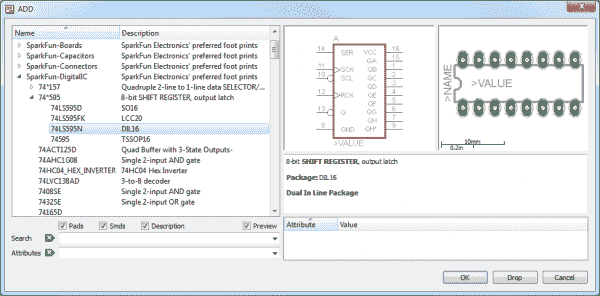 ADD
Name Description
SparkFun-Boards SparkFun Electronics' preferred foot prints
SparkFun-Capacitors SparkFun Electronics' preferred foot prints
SparkFun-Connectors SparkFun Electronics' preferred foot prints
SparkFun-DigitalIC SparkFun Electronics' preferred foot prints
74*157 Quadruple 2-line to 1-line data SELECTOR/...
74*595 8-bit SHIFT REGISTER, output latch
74LS595D SO16
74LS595FK LCC20
74LS595N DIL16
74595 TSSOP16
74ACT125D Quad Buffer with 3-State Outputs-
74AHC1G08 Single 2-input AND gate
74HC04_HEX_INVERTER 74HC04 Hex Inverter
74LVC138AD 3-to-8 decoder
7408SE Single 2-input AND gate
7432SE Single 2-input OR gate
74165D
Pads Smds Description Preview
Search
Attributes
A
14 SER VCC 16
QA 15
11 SCK QB 1
10 SCL QC 2
QD 3
12 RCK QE 4
QF 5
13 G QG 6
QH 7
8 GND QH* 9
>VALUE
>NAME
>VALUE
10mm
0.2in
8-bit SHIFT REGISTER, output latch
Package: DIL16
Dual In Line Package
Attribute Value
OK Drop Cancel